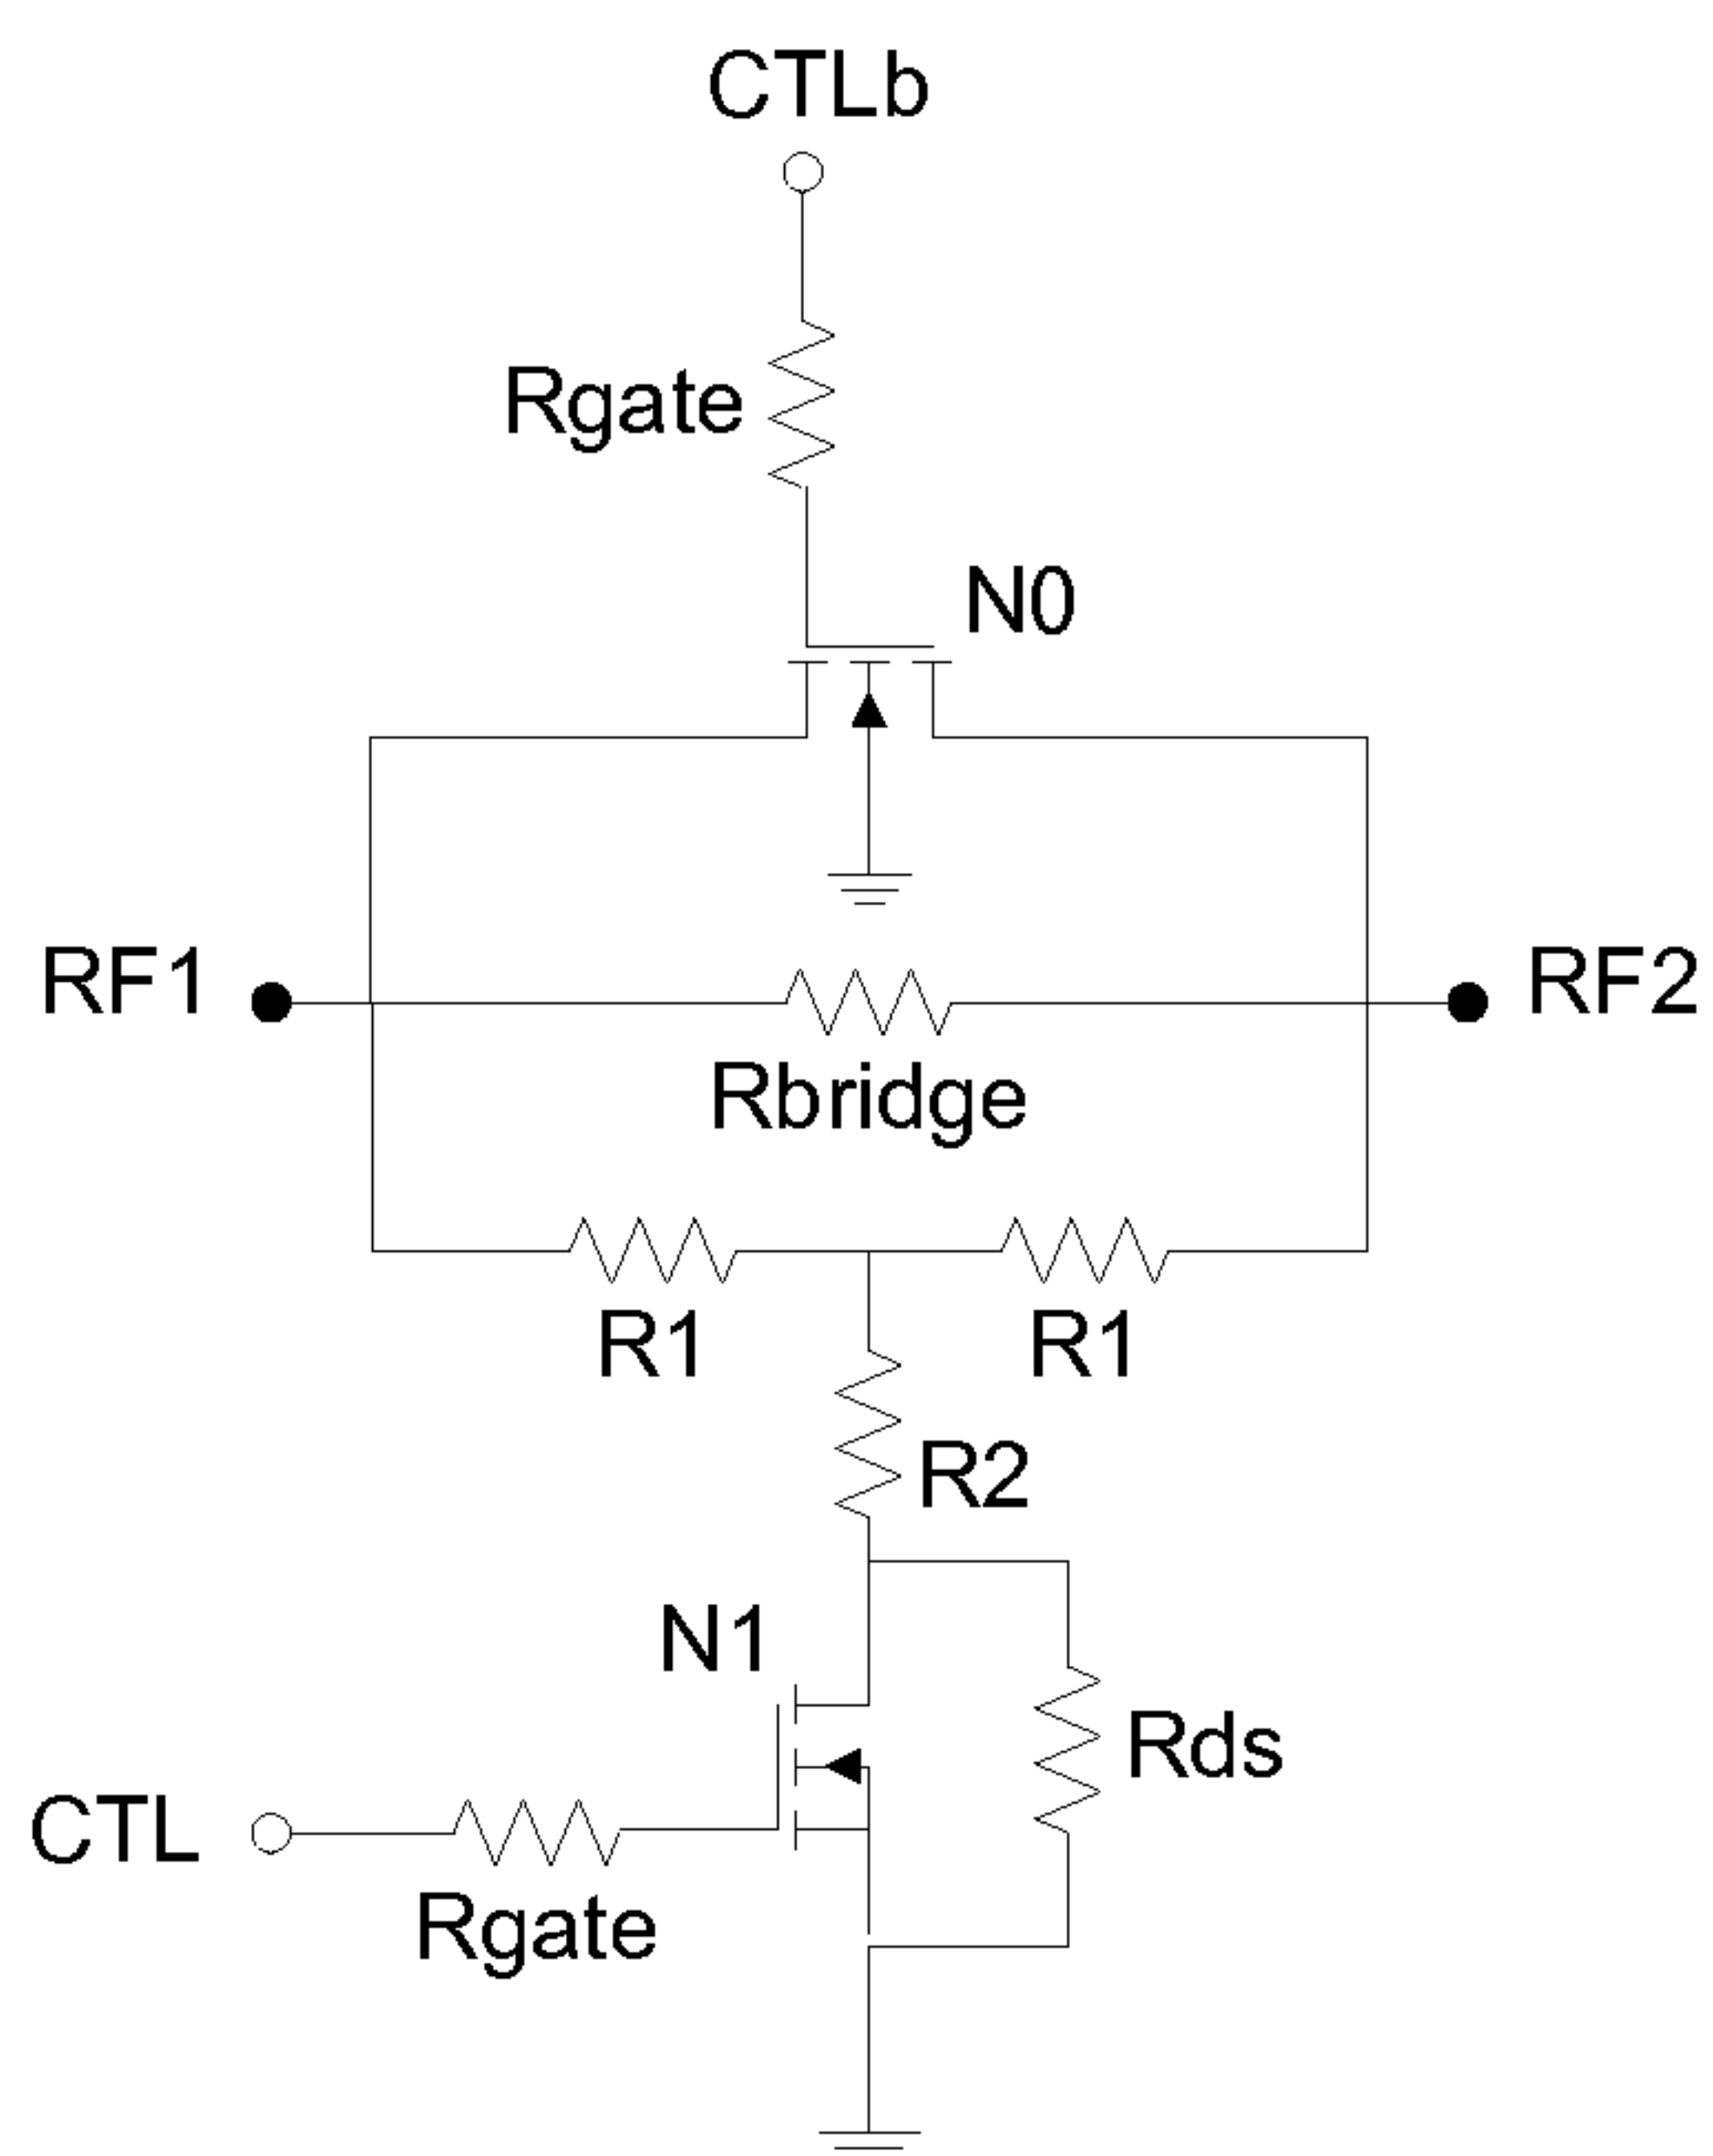 CTLb
Rgate
N0
RF1
RF2
Rbridge
R1
R1
R2
N1
Rds
CTL
Rgate